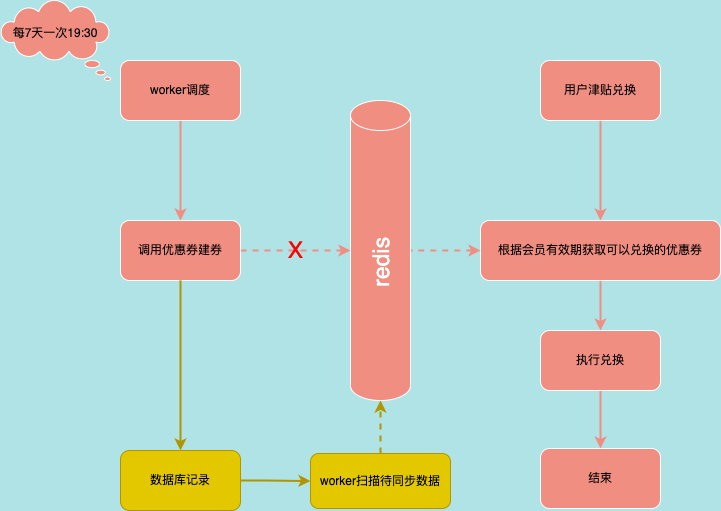 每7天一次19:30
worker调度
用户津贴兑换
调用优惠券建券
X
redis
根据会员有效期获取可以兑换的优惠券
执行兑换
数据库记录
worker扫描待同步数据
结束